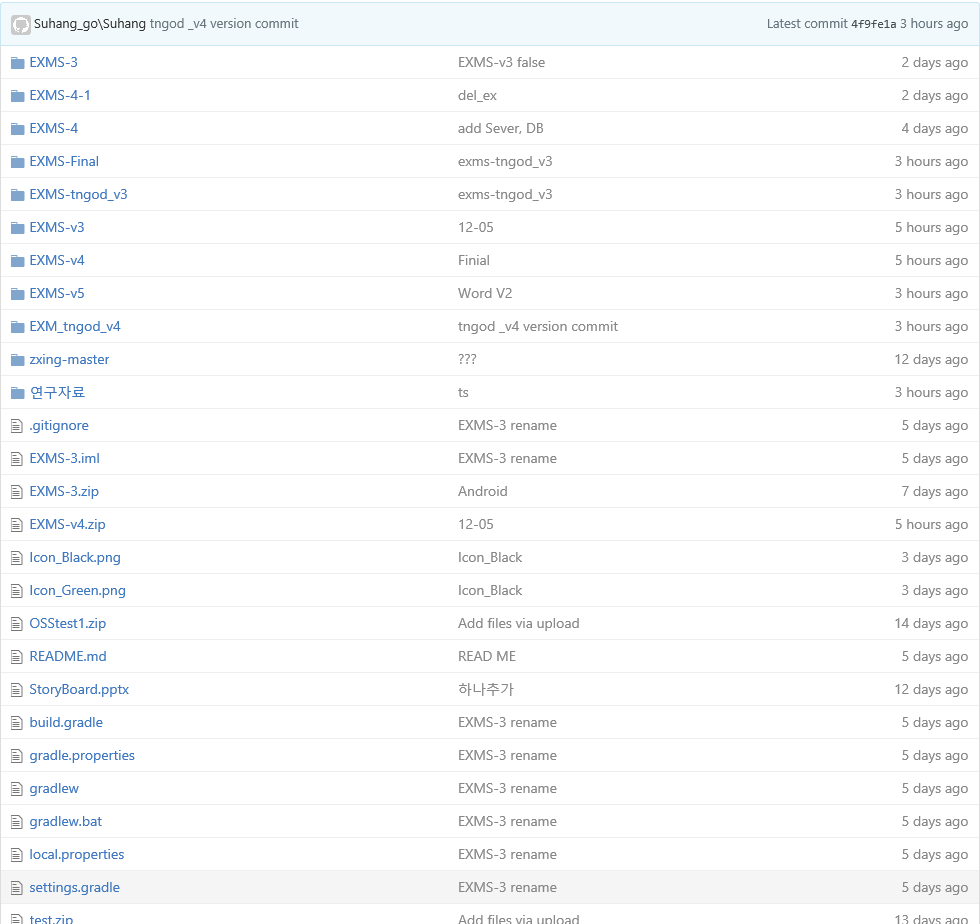 Suhang_go\Suhang tngod _v4 version commit Latest commit 4f9fe1a 3 hours ago
EXMS-3 EXMS-v3 false 2 days ago
EXMS-4-1 del_ex 2 days ago
EXMS-4 add Sever, DB 4 days ago
EXMS-Final exms-tngod_v3 3 hours ago
EXMS-tngod_v3 exms-tngod_v3 3 hours ago
EXMS-v3 12-05 5 hours ago
EXMS-v4 Finial 5 hours ago
EXMS-v5 Word V2 3 hours ago
EXM_tngod_v4 tngod _v4 version commit 3 hours ago
zxing-master ??? 12 days ago
연구자료 ts 3 hours ago
.gitignore EXMS-3 rename 5 days ago
EXMS-3.iml EXMS-3 rename 5 days ago
EXMS-3.zip Android 7 days ago
EXMS-v4.zip 12-05 5 hours ago
Icon_Black.png Icon_Black 3 days ago
Icon_Green.png Icon_Black 3 days ago
OSStest1.zip Add files via upload 14 days ago
README.md READ ME 5 days ago
StoryBoard.pptx 하나추가 12 days ago
build.gradle EXMS-3 rename 5 days ago
gradle.properties EXMS-3 rename 5 days ago
gradlew EXMS-3 rename 5 days ago
gradlew.bat EXMS-3 rename 5 days ago
local.properties EXMS-3 rename 5 days ago
settings.gradle EXMS-3 rename 5 days ago
test.zip Add files via upload 13 days ago